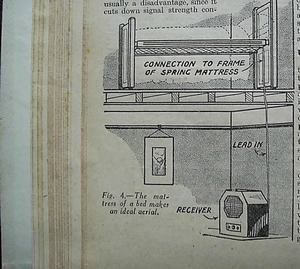 usually a disadvantage, since it
cuts down signal strength con-
CONNECTION TO FRAME
OF SPRING MATTRESS
LEAD IN
Fig. 4.—The mat-
tress of a bed makes
an ideal aerial.
RECEIVER